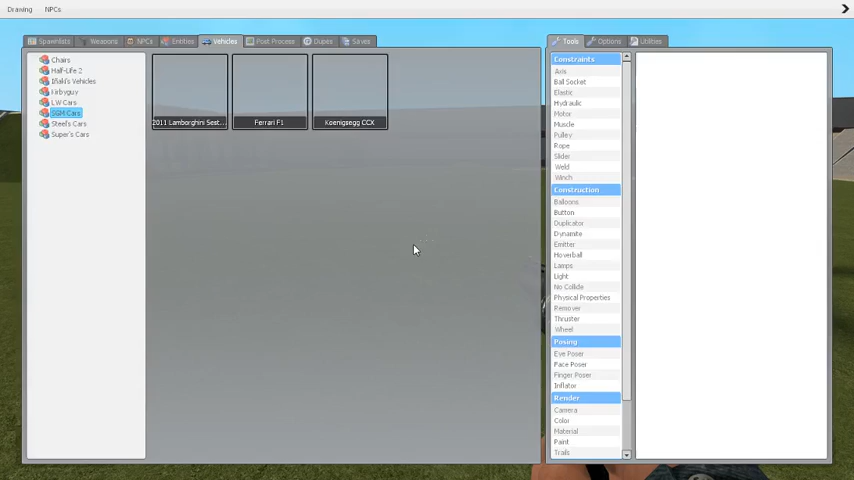 Drawing NPCs
Spawnlists Weapons NPCs Entities Vehicles Post Process Dupes Saves
Tools Options Utilities
Chairs
Half-Life 2
Iñaki's Vehicles
Kirbyguy
LW Cars
SGM Cars
Steel's Cars
Super's Cars
2011 Lamborghini Sest... Ferrari F1 Koenigsegg CCX
Constraints
Axis
Ball Socket
Elastic
Hydraulic
Motor
Muscle
Pulley
Rope
Slider
Weld
Winch
Construction
Balloons
Button
Duplicator
Dynamite
Emitter
Hoverball
Lamps
Light
No Collide
Physical Properties
Remover
Thruster
Wheel
Posing
Eye Poser
Face Poser
Finger Poser
Inflator
Render
Camera
Color
Material
Paint
Trails